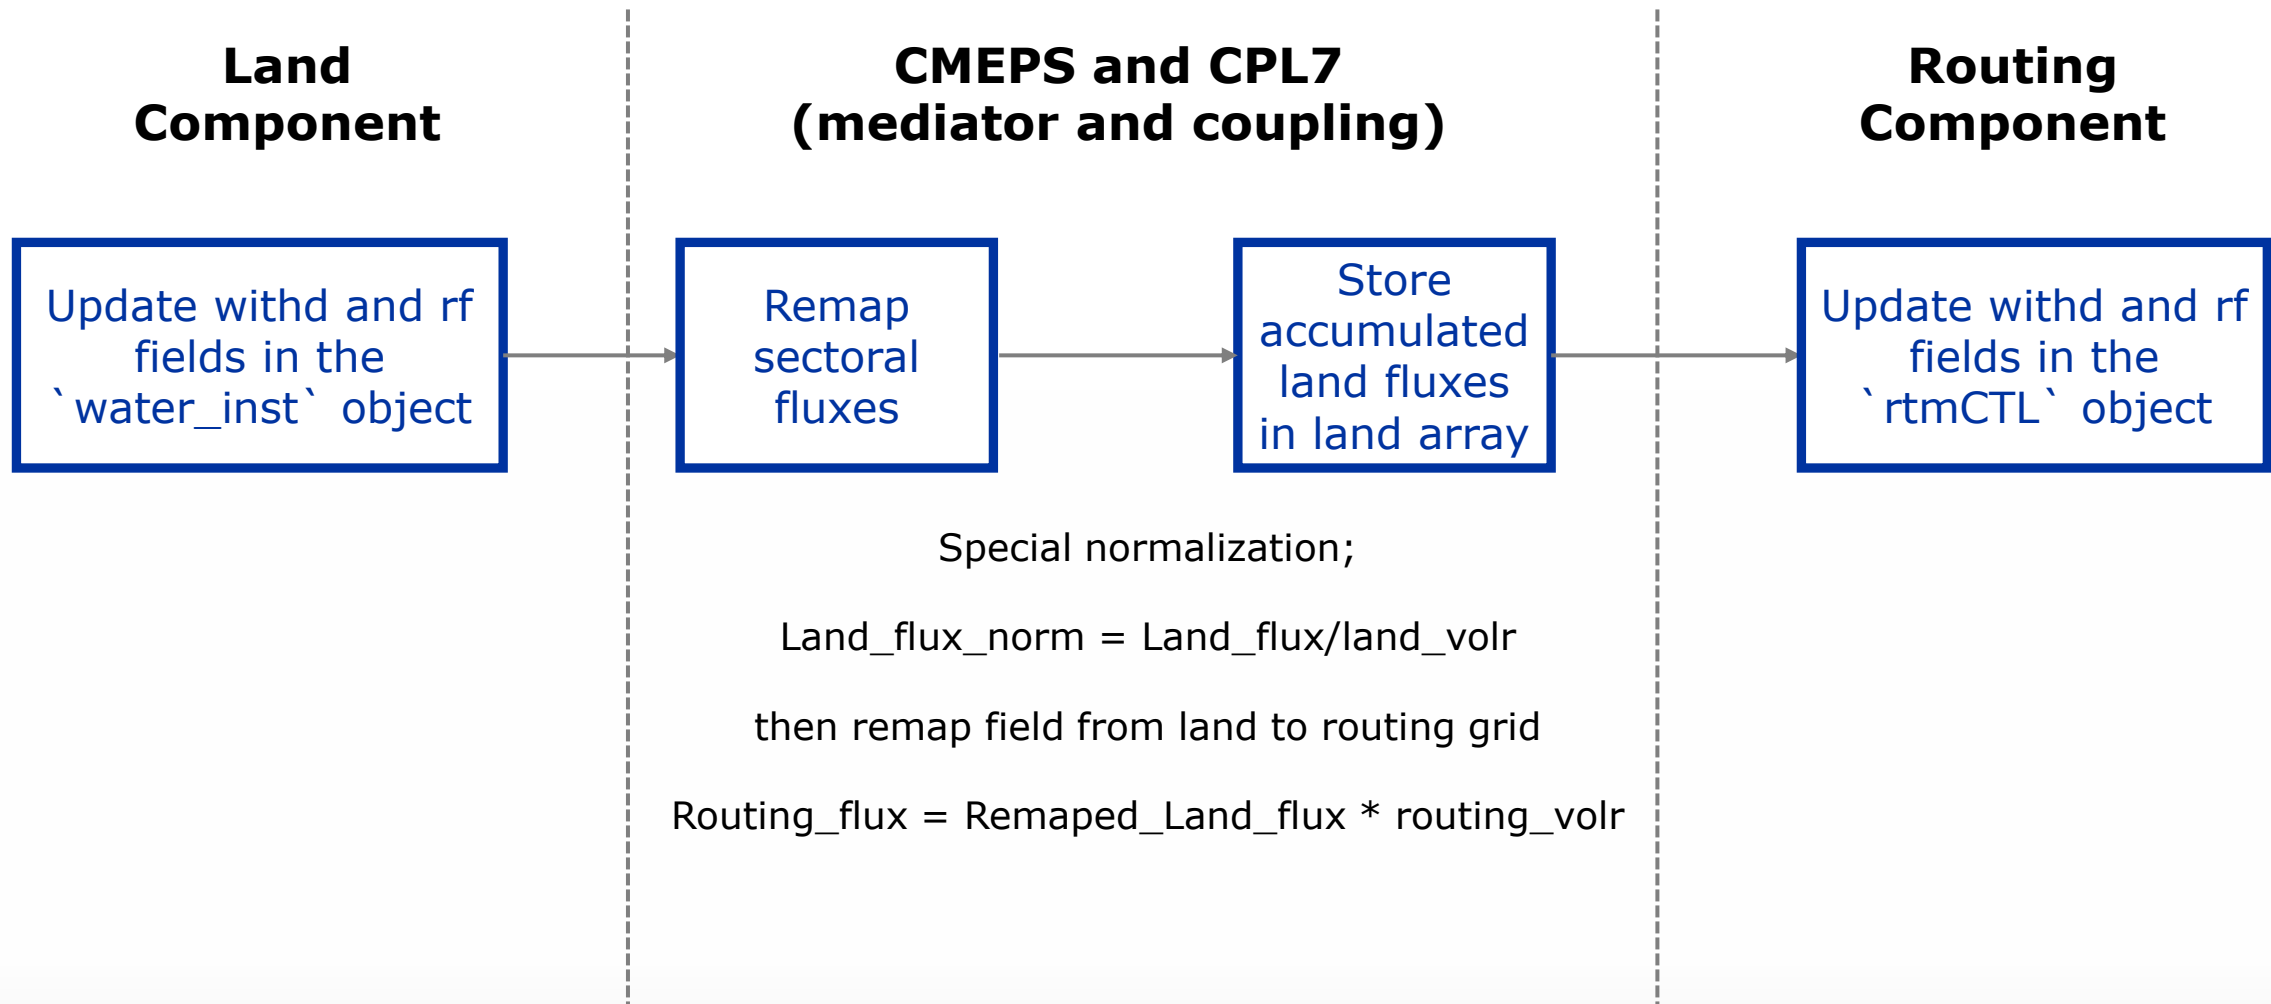 Land
Component
CMEPS and CPL7
(mediator and coupling)
Routing
Component
Update withd and rf
fields in the
`water_inst` object
Remap
sectoral
fluxes
Store
accumulated
land fluxes
in land array
Update withd and rf
fields in the
`rtmCTL` object
Special normalization;
Land_flux_norm = Land_flux/land_volr
then remap field from land to routing grid
Routing_flux = Remaped_Land_flux * routing_volr